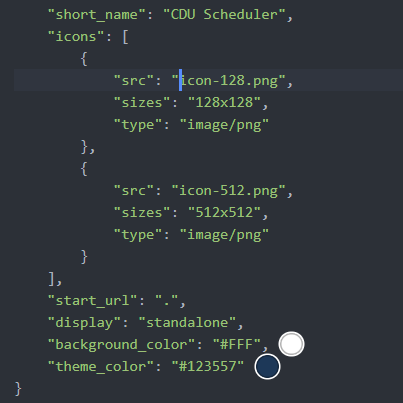 "short_name": "CDU Scheduler",
"icons": [
{
"src": "icon-128.png",
"sizes": "128x128",
"type": "image/png"
},
{
"src": "icon-512.png",
"sizes": "512x512",
"type": "image/png"
}
],
"start_url": ".",
"display": "standalone",
"background_color": "#FFF",
"theme_color": "#123557"
}